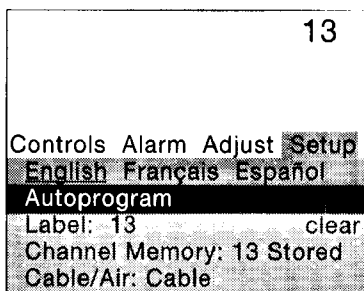 13
Controls Alarm Adjust Setup
English Français Español
Autoprogram
Label: 13 clear
Channel Memory: 13 Stored
Cable/Air: Cable